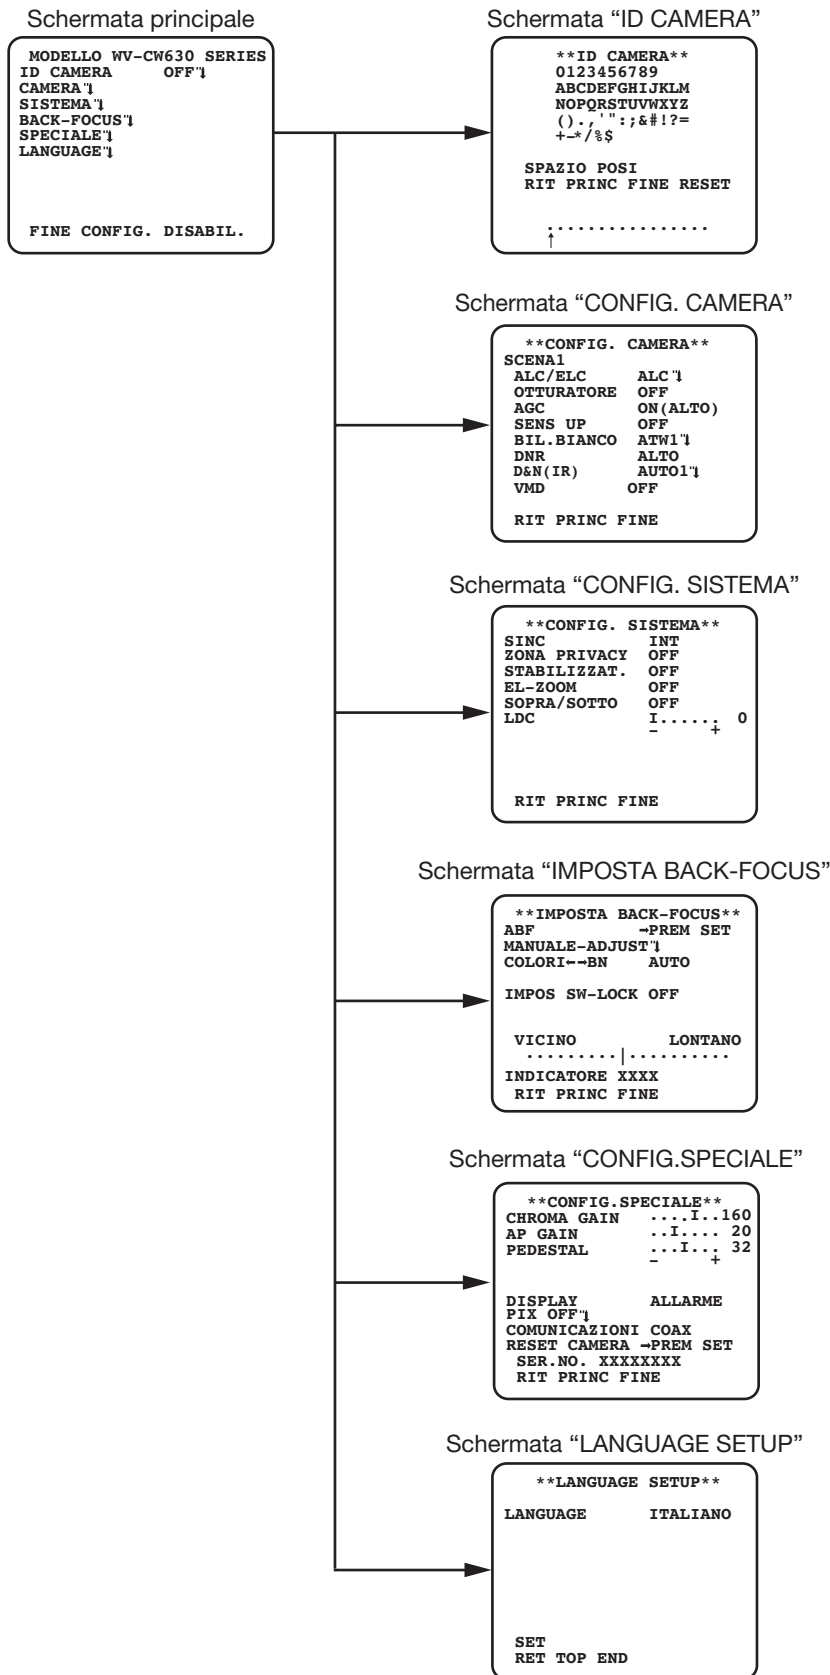 Schermata principale
MODELLO WV-CW630 SERIES
ID CAMERA OFF
CAMERA
SISTEMA
BACK-FOCUS
SPECIALE
LANGUAGE
FINE CONFIG. DISABIL.
Schermata “ID CAMERA”
**ID CAMERA**
0123456789
ABCDEFGHIJKLM
NOPQRSTUVWXYZ
().,'":;&#!?=
+-*/%$
SPAZIO POSI
RIT PRINC FINE RESET
................
↑
Schermata “CONFIG. CAMERA”
**CONFIG. CAMERA**
SCENA1
ALC/ELC ALC
OTTURATORE OFF
AGC ON(ALTO)
SENS UP OFF
BIL.BIANCO ATW1
DNR ALTO
D&N(IR) AUTO1
VMD OFF
RIT PRINC FINE
Schermata “CONFIG. SISTEMA”
**CONFIG. SISTEMA**
SINC INT
ZONA PRIVACY OFF
STABILIZZAT. OFF
EL-ZOOM OFF
SOPRA/SOTTO OFF
LDC I...... 0
- +
RIT PRINC FINE
Schermata “IMPOSTA BACK-FOCUS”
**IMPOSTA BACK-FOCUS**
ABF →PREM SET
MANUALE-ADJUST
COLORI←→BN AUTO
IMPOS SW-LOCK OFF
VICINO LONTANO
.........|..........
INDICATORE XXXX
RIT PRINC FINE
Schermata “CONFIG.SPECIALE”
**CONFIG.SPECIALE**
CHROMA GAIN ....I..160
AP GAIN ..I.... 20
PEDESTAL ...I... 32
- +
DISPLAY ALLARME
PIX OFF
COMUNICAZIONI COAX
RESET CAMERA →PREM SET
SER.NO. XXXXXXXX
RIT PRINC FINE
Schermata “LANGUAGE SETUP”
**LANGUAGE SETUP**
LANGUAGE ITALIANO
SET
RET TOP END